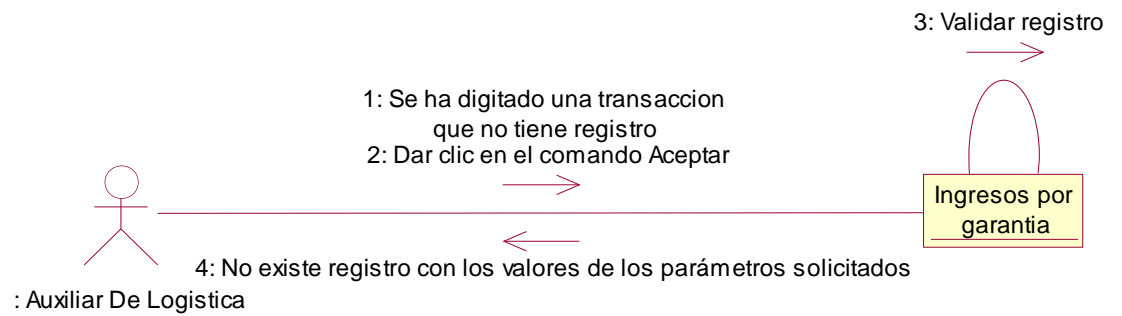 3: Validar registro
1: Se ha digitado una transaccion
que no tiene registro
2: Dar clic en el comando Aceptar
Ingresos por
garantia
4: No existe registro con los valores de los parámetros solicitados
: Auxiliar De Logistica